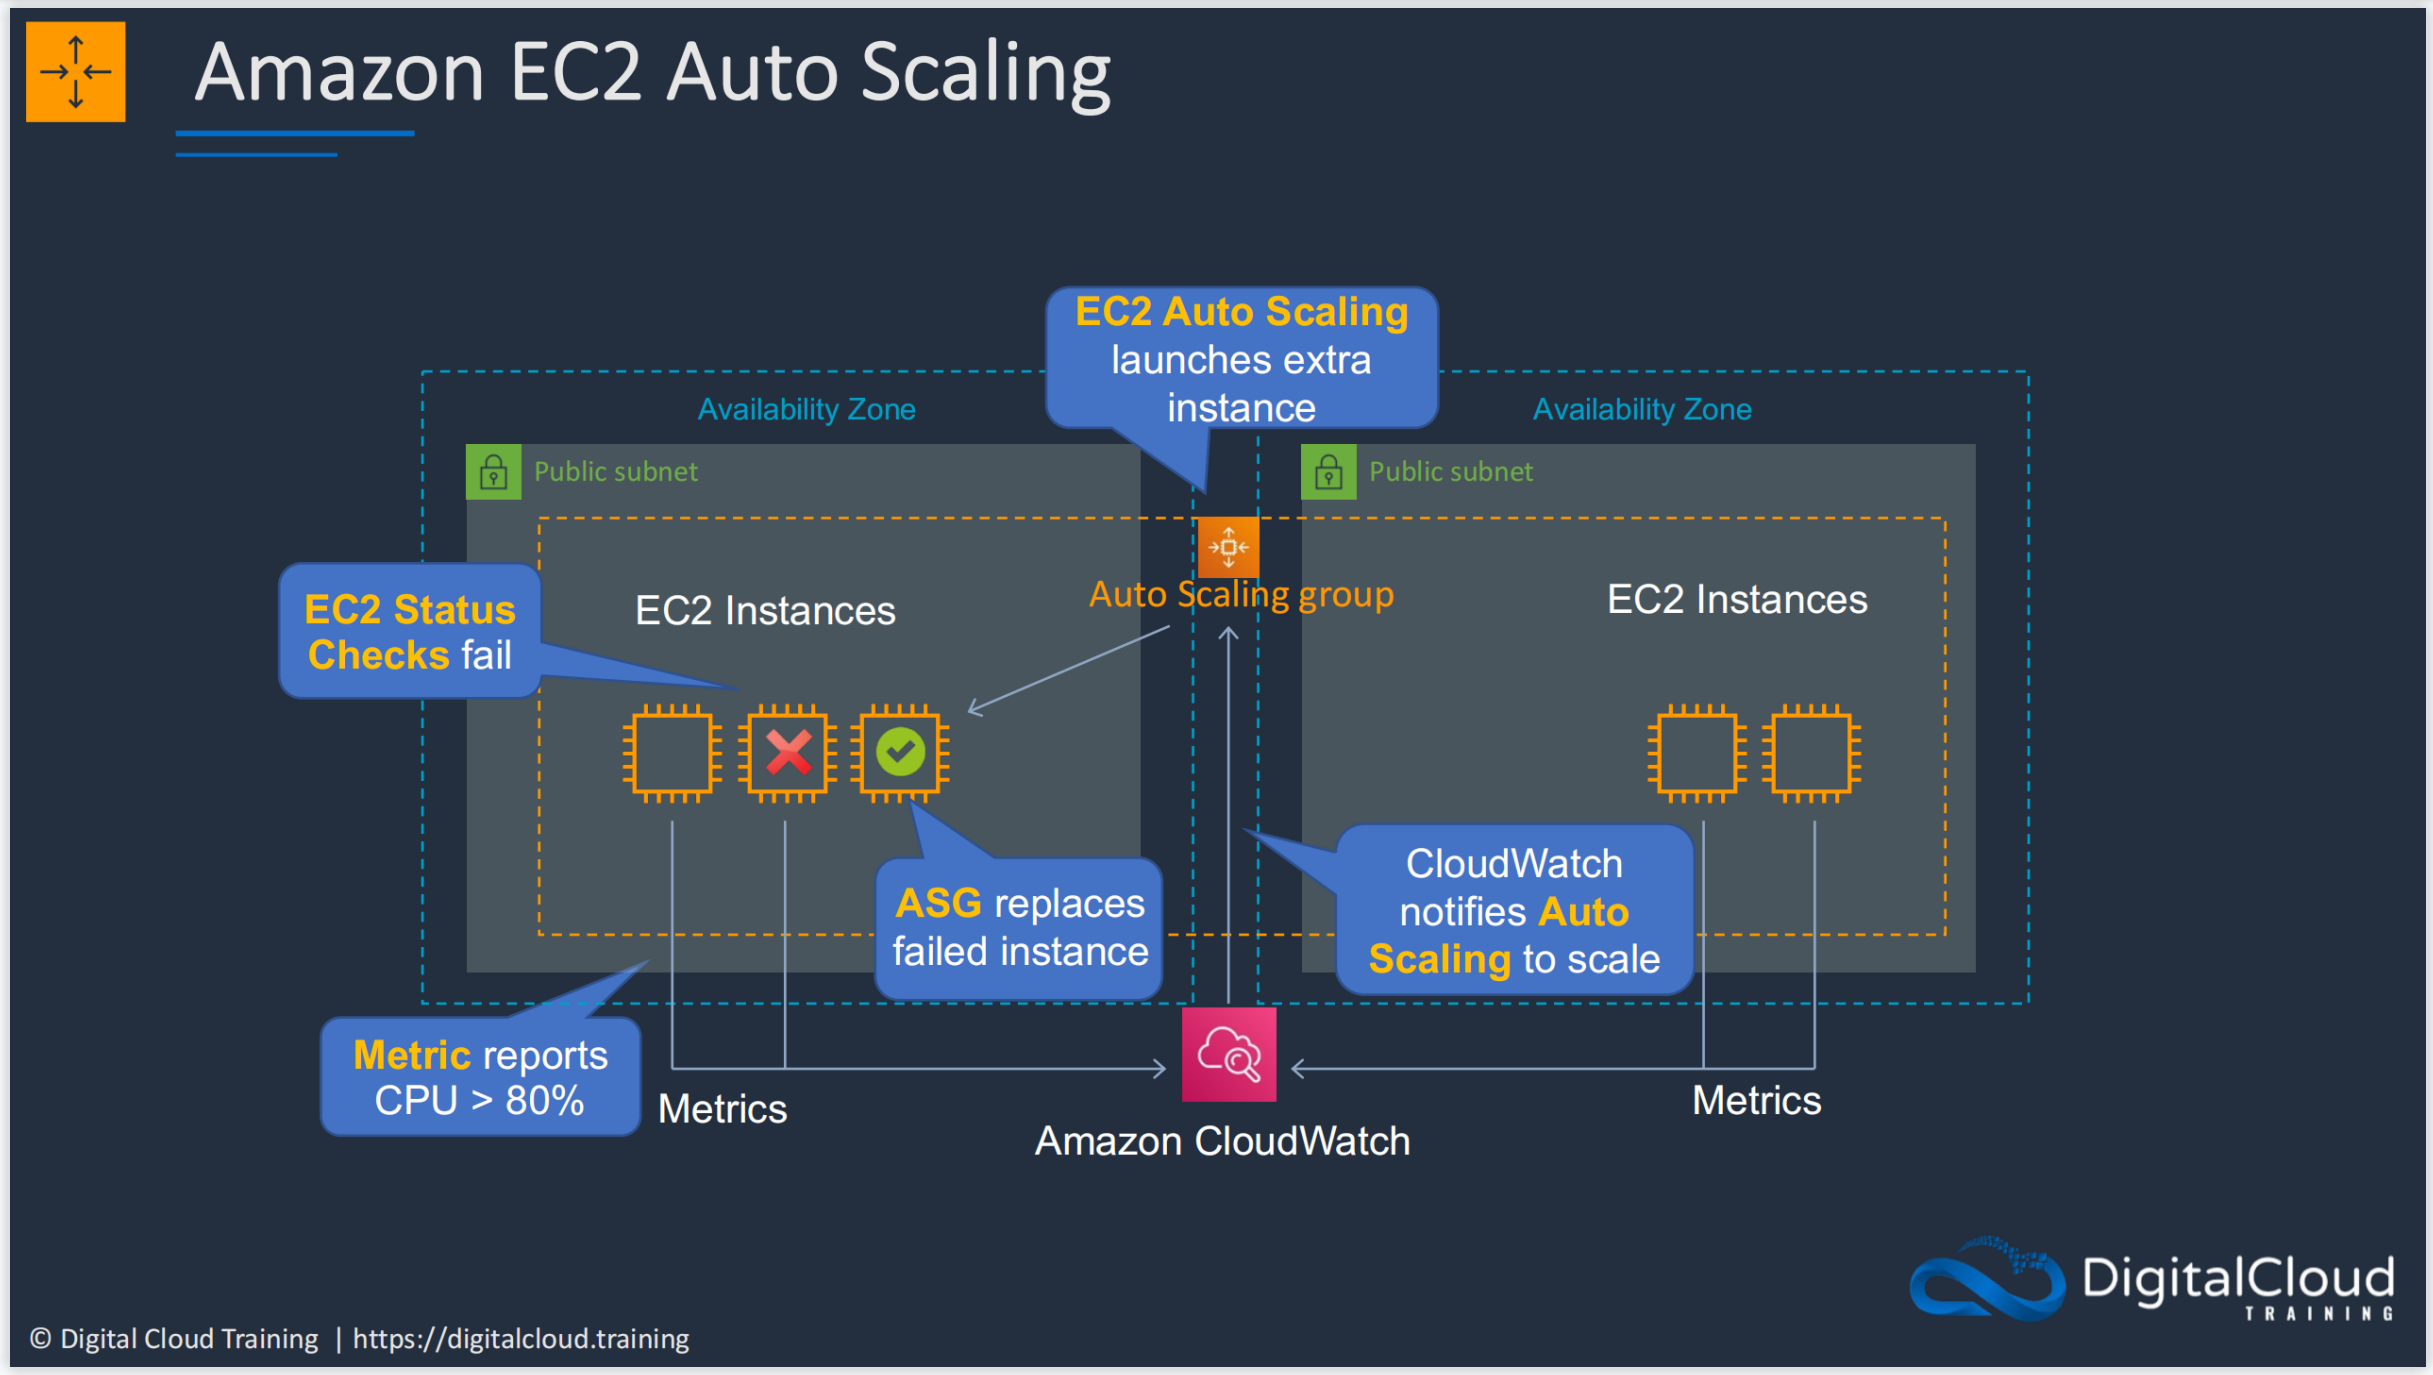 Amazon EC2 Auto Scaling
EC2 Auto Scaling
launches extra
instance
Availability Zone
Availability Zone
Public subnet
Public subnet
EC2 Status
Checks fail
EC2 Instances
Auto Scaling group
EC2 Instances
ASG replaces
failed instance
CloudWatch
notifies Auto
Scaling to scale
Metric reports
CPU > 80%
Metrics
Metrics
Amazon CloudWatch
DigitalCloud
TRAINING
© Digital Cloud Training | https://digitalcloud.training